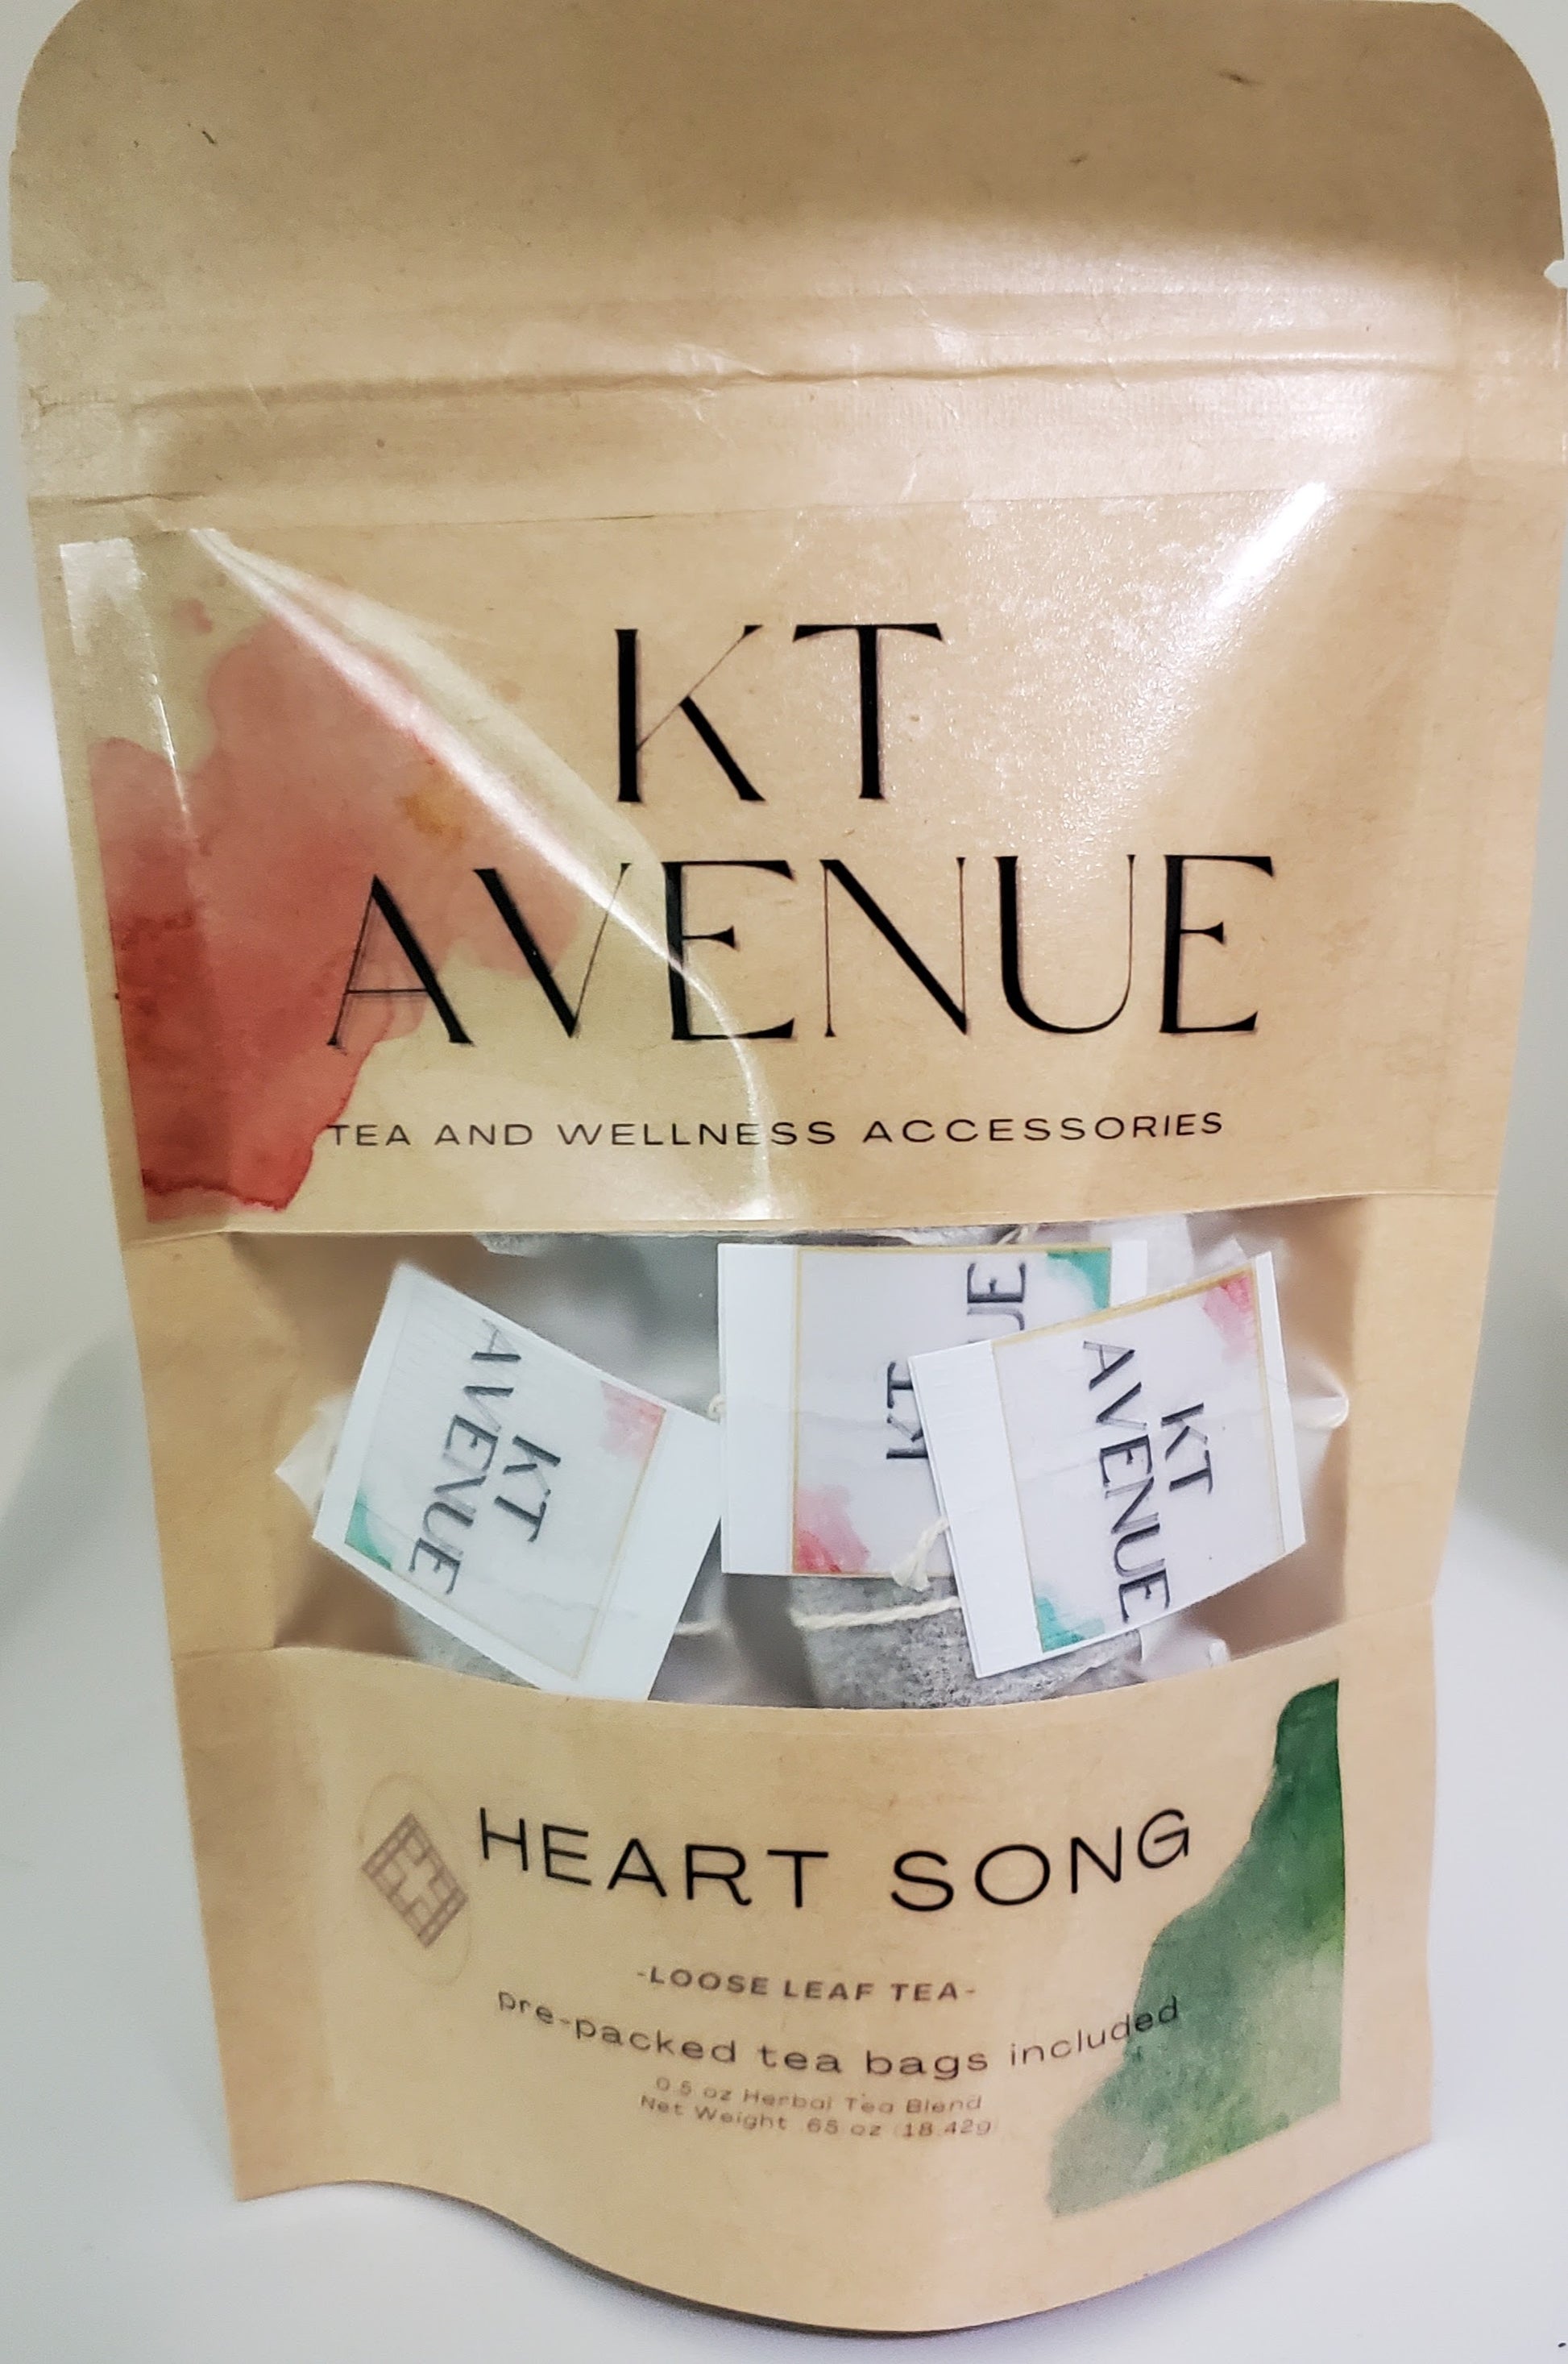 KT
AVENUE
TEA AND WELLNESS ACCESSORIES
AVENUE
KT
KT
UE
KT
AVENUE
HEART SONG
-LOOSE LEAF TEA-
pre-packed tea bags included
0.5 oz Herbal Tea Blend
Net Weight .65 oz (18.42g)